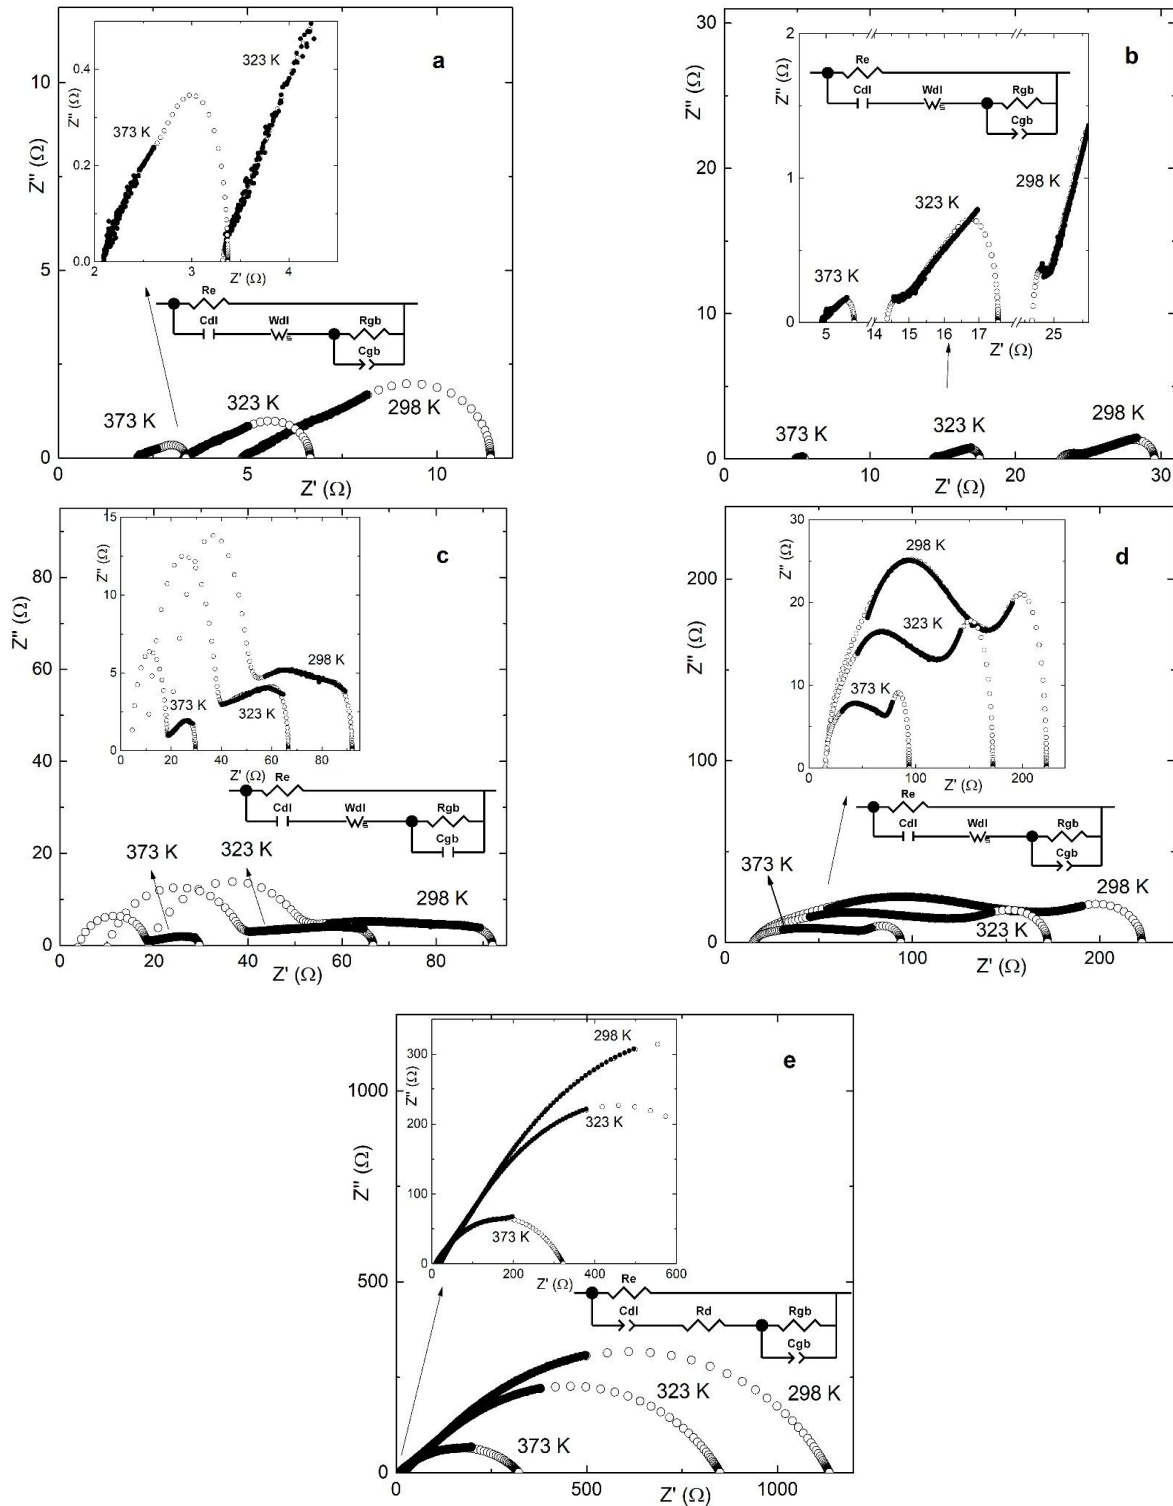 a
0.4
323 K
Z'' (Ω)
373 K
0.2
0.0
2
3
4
Z' (Ω)
10
Z'' (Ω)
5
Re
Cdl
Wdl
Rgb
S
Cgb
373 K
323 K
298 K
0
0
5
10
Z' (Ω)
b
30
2
Z'' (Ω)
Re
Cdl
Wdl
Rgb
S
Cgb
298 K
1
323 K
373 K
0
5
14
15
16
17
25
Z' (Ω)
25
20
Z'' (Ω)
15
10
5
373 K
323 K
298 K
0
0
10
20
30
Z' (Ω)
c
15
Z'' (Ω)
10
298 K
5
373 K
323 K
0
0
20
40
60
80
Z' (Ω)
80
Z'' (Ω)
60
40
Re
Cdl
Wdl
Rgb
S
Cgb
20
373 K
323 K
298 K
0
0
20
40
60
80
Z' (Ω)
d
30
Z'' (Ω)
298 K
20
323 K
10
373 K
0
0
100
200
Z' (Ω)
200
Z'' (Ω)
100
Re
Cdl
Wdl
Rgb
S
Cgb
373 K
298 K
323 K
0
0
100
200
Z' (Ω)
e
298 K
300
Z'' (Ω)
200
323 K
100
373 K
0
0
200
400
600
Z' (Ω)
1000
Z'' (Ω)
500
Re
Cdl
Rd
Rgb
Cgb
323 K
298 K
373 K
0
0
500
1000
Z' (Ω)